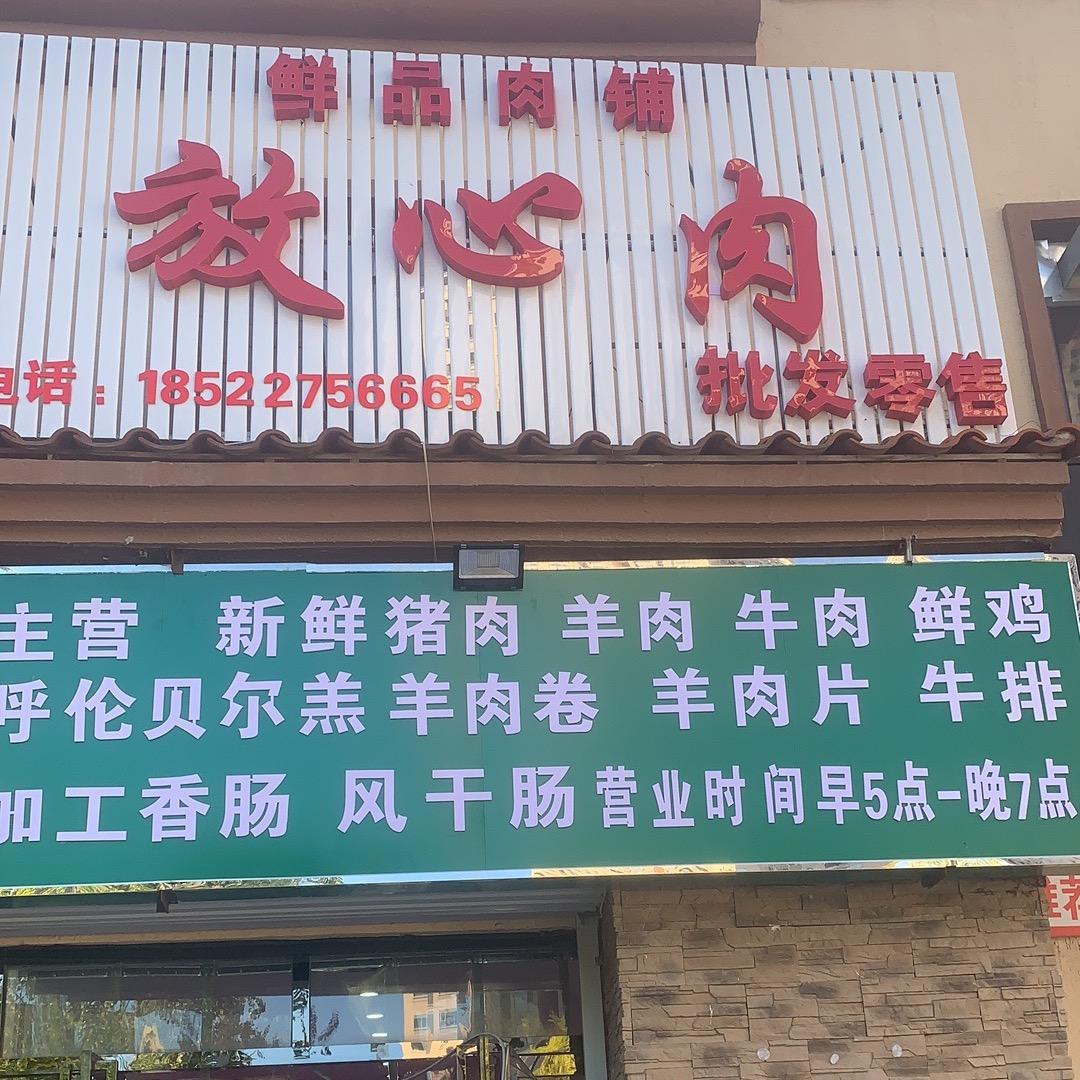 鲜品肉铺
放心肉
电话：18522756665
批发零售
主营 新鲜猪肉 羊肉 牛肉 鲜鸡
呼伦贝尔羔羊肉卷 羊肉片 牛排
加工香肠 风干肠 营业时间早5点-晚7点